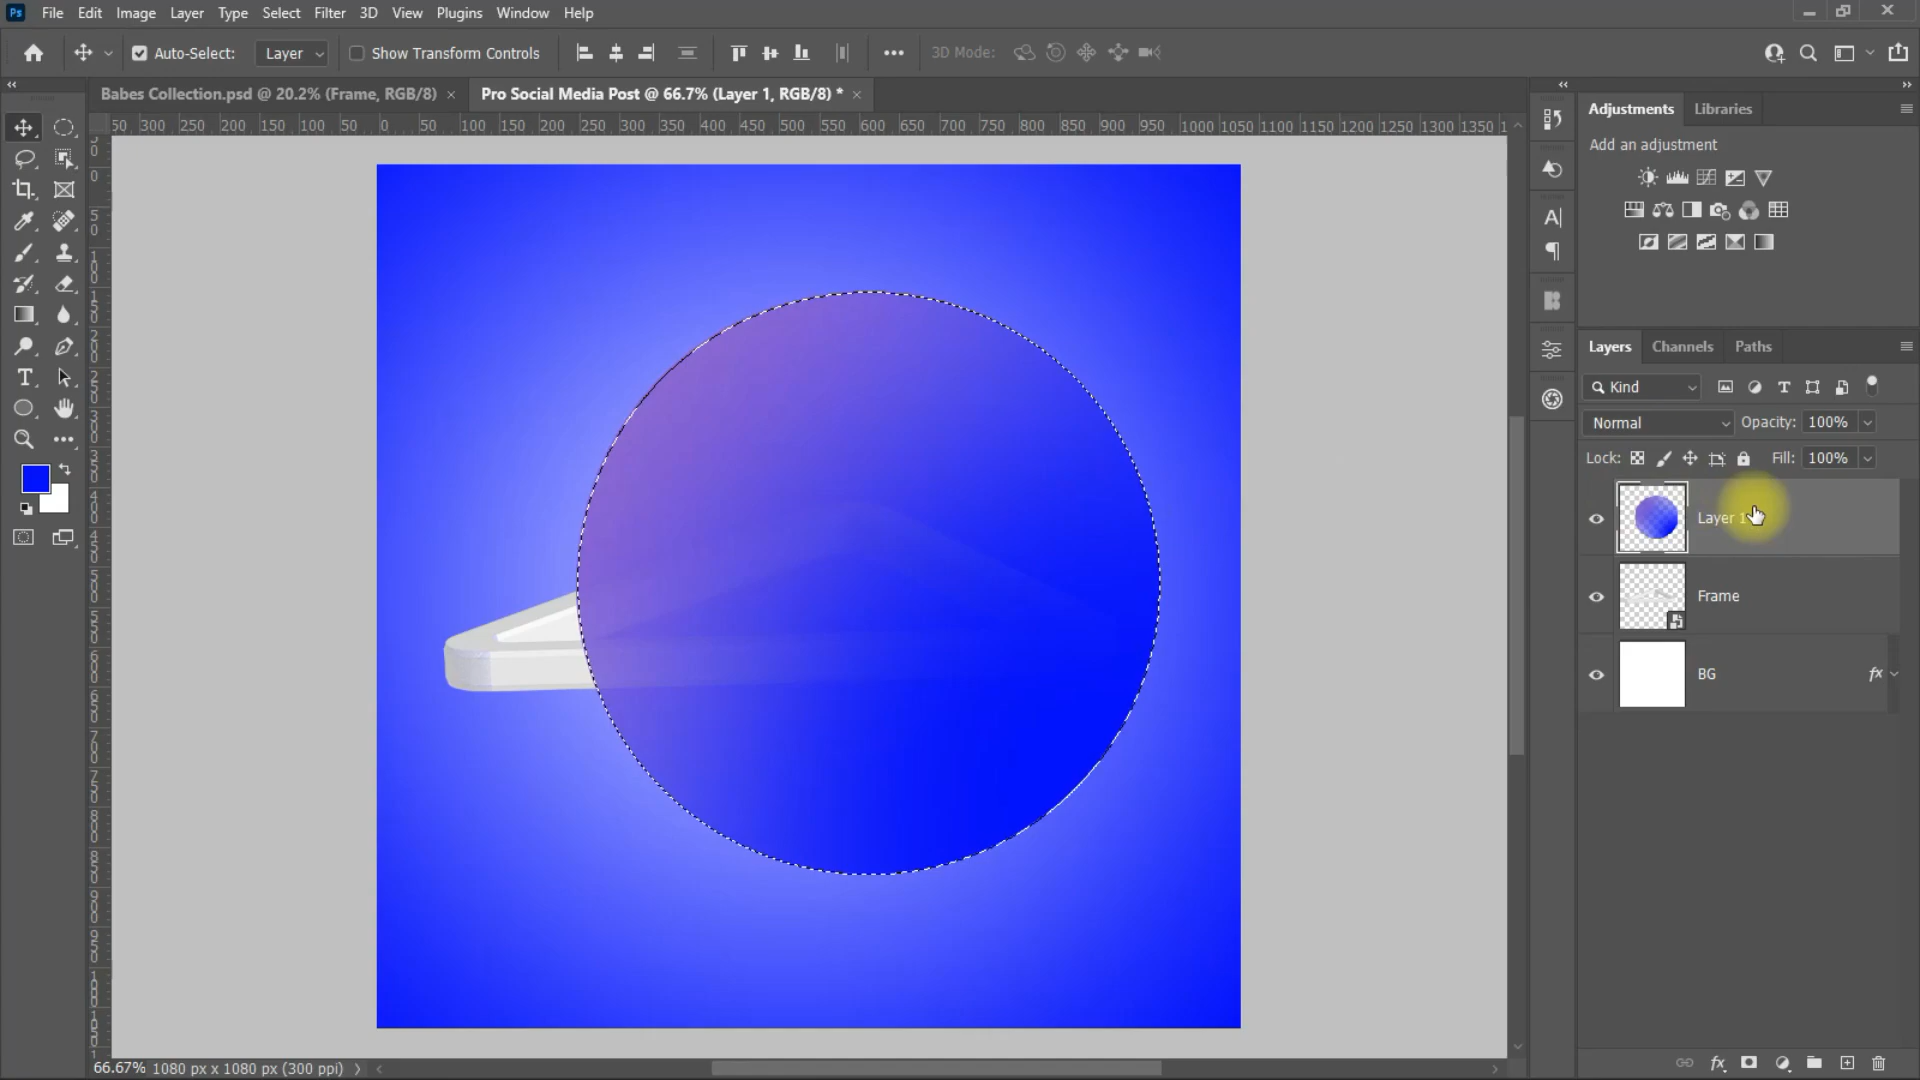 Ps File Edit Image Layer Type Select Filter 3D View Plugins Window Help
Auto-Select: Layer Show Transform Controls 3D Mode:
Babes Collection.psd @ 20.2% (Frame, RGB/8) × Pro Social Media Post @ 66.7% (Layer 1, RGB/8) * ×
50 300 250 200 150 100 50 0 50 100 150 200 250 300 350 400 450 500 550 600 650 700 750 800 850 900 950 1000 1050 1100 1150 1200 1250 1300 1350
Adjustments Libraries
Add an adjustment
Layers Channels Paths
Kind
Normal Opacity: 100%
Lock: Fill: 100%
Layer 1
Frame
BG fx
66.67% 1080 px x 1080 px (300 ppi)
fx